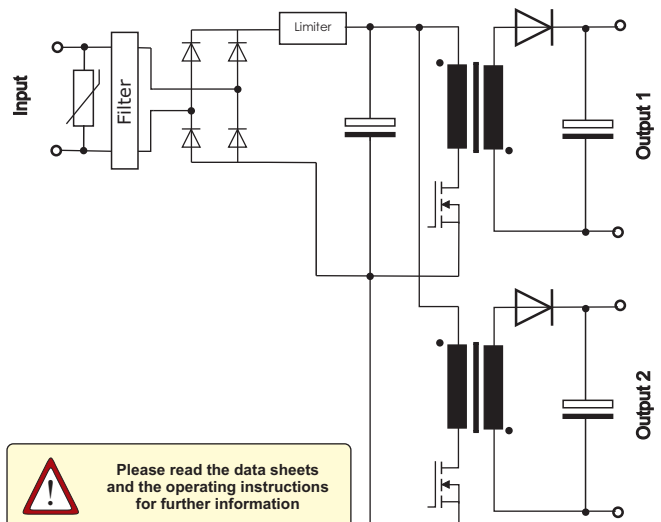 Limiter
Input
Filter
Output 1
Output 2
!
Please read the data sheets
and the operating instructions
for further information